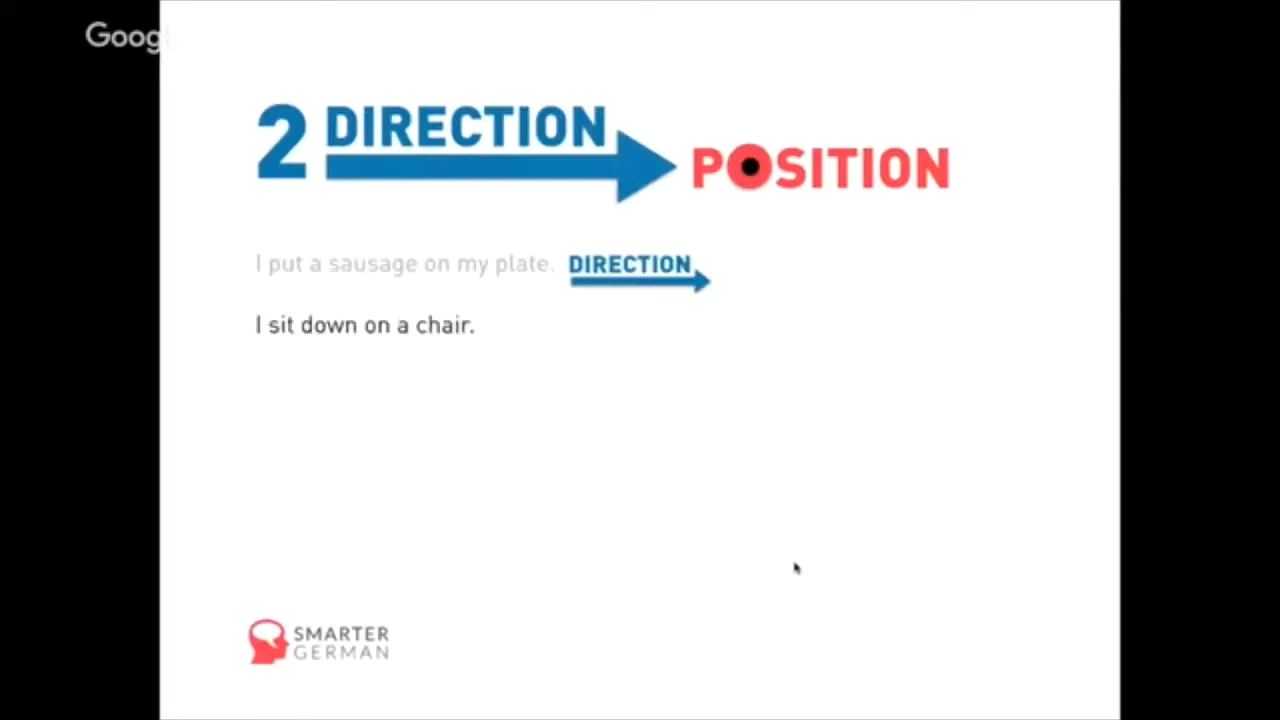 Goog
2 DIRECTION POSITION
I put a sausage on my plate. DIRECTION
I sit down on a chair.
SMARTER
GERMAN